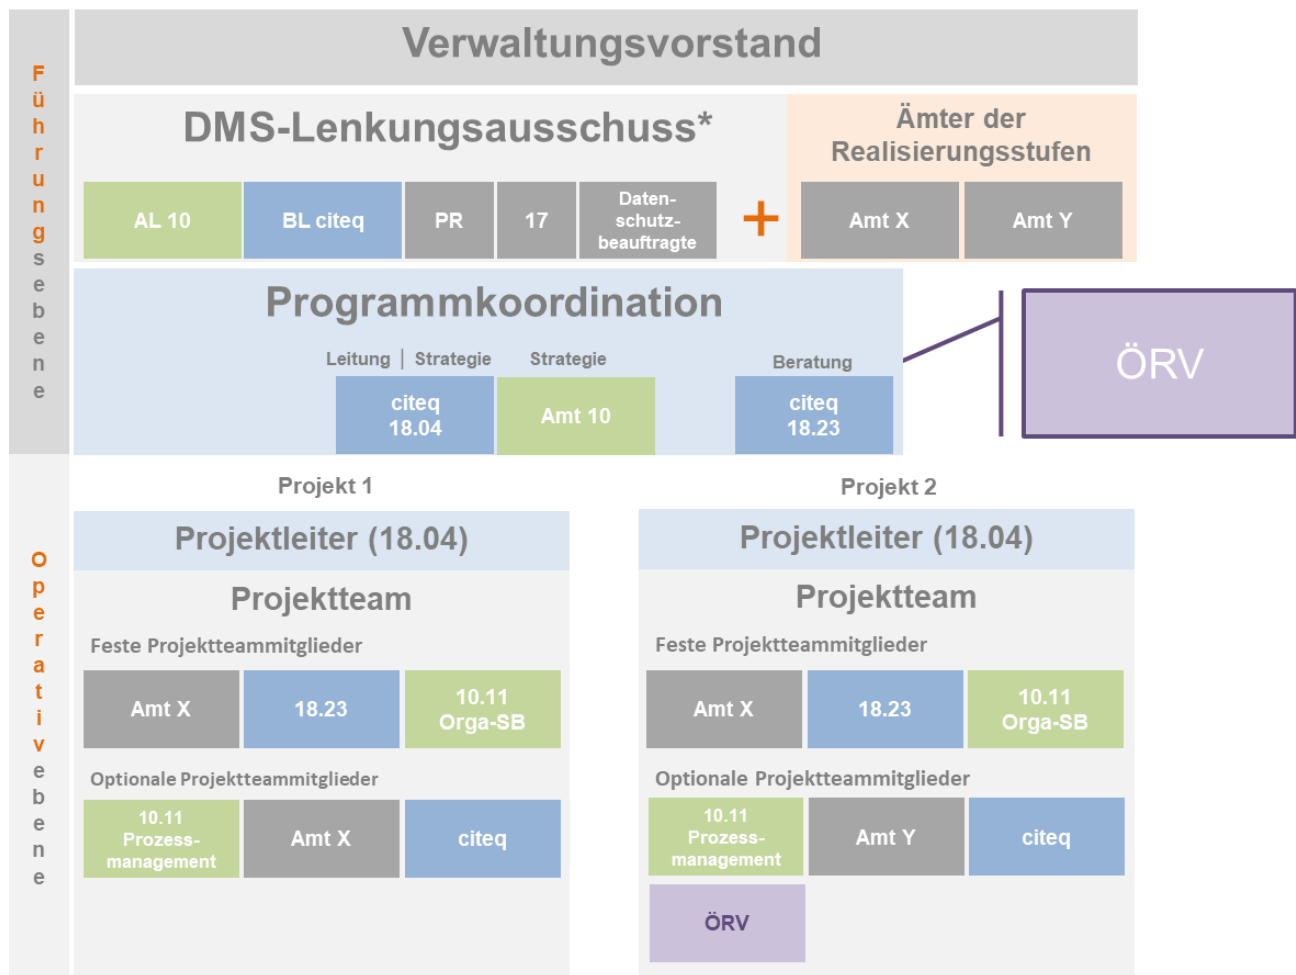 Führungsebene
Verwaltungsvorstand
DMS-Lenkungsausschuss*
AL 10
BL citeq
PR
17
Daten-
schutz-
beauftragte
+
Ämter der
Realisierungsstufen
Amt X
Amt Y
Programmkoordination
Leitung | Strategie
citeq
18.04
Strategie
Amt 10
Beratung
citeq
18.23
ÖRV
Operativebene
Projekt 1
Projektleiter (18.04)
Projektteam
Feste Projektteammitglieder
Amt X
18.23
10.11
Orga-SB
Optionale Projektteammitglieder
10.11
Prozess-
management
Amt X
citeq
Projekt 2
Projektleiter (18.04)
Projektteam
Feste Projektteammitglieder
Amt X
18.23
10.11
Orga-SB
Optionale Projektteammitglieder
10.11
Prozess-
management
Amt Y
citeq
ÖRV